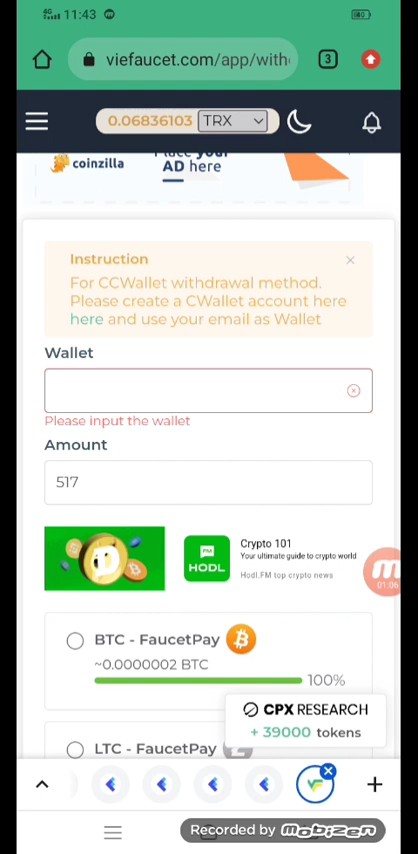 4G 11:43
viefaucet.com/app/with
3
0.06836103 TRX
coinzilla
Place your
AD here
Instruction
For CCWallet withdrawal method.
Please create a CWallet account here
here and use your email as Wallet
Wallet
Please input the wallet
Amount
517
HODL
Crypto 101
Your ultimate guide to crypto world
Hodl.FM top crypto news
01:06
BTC - FaucetPay
~0.0000002 BTC
100%
CPX RESEARCH
+ 39000 tokens
LTC - FaucetPay
Recorded by mobizen